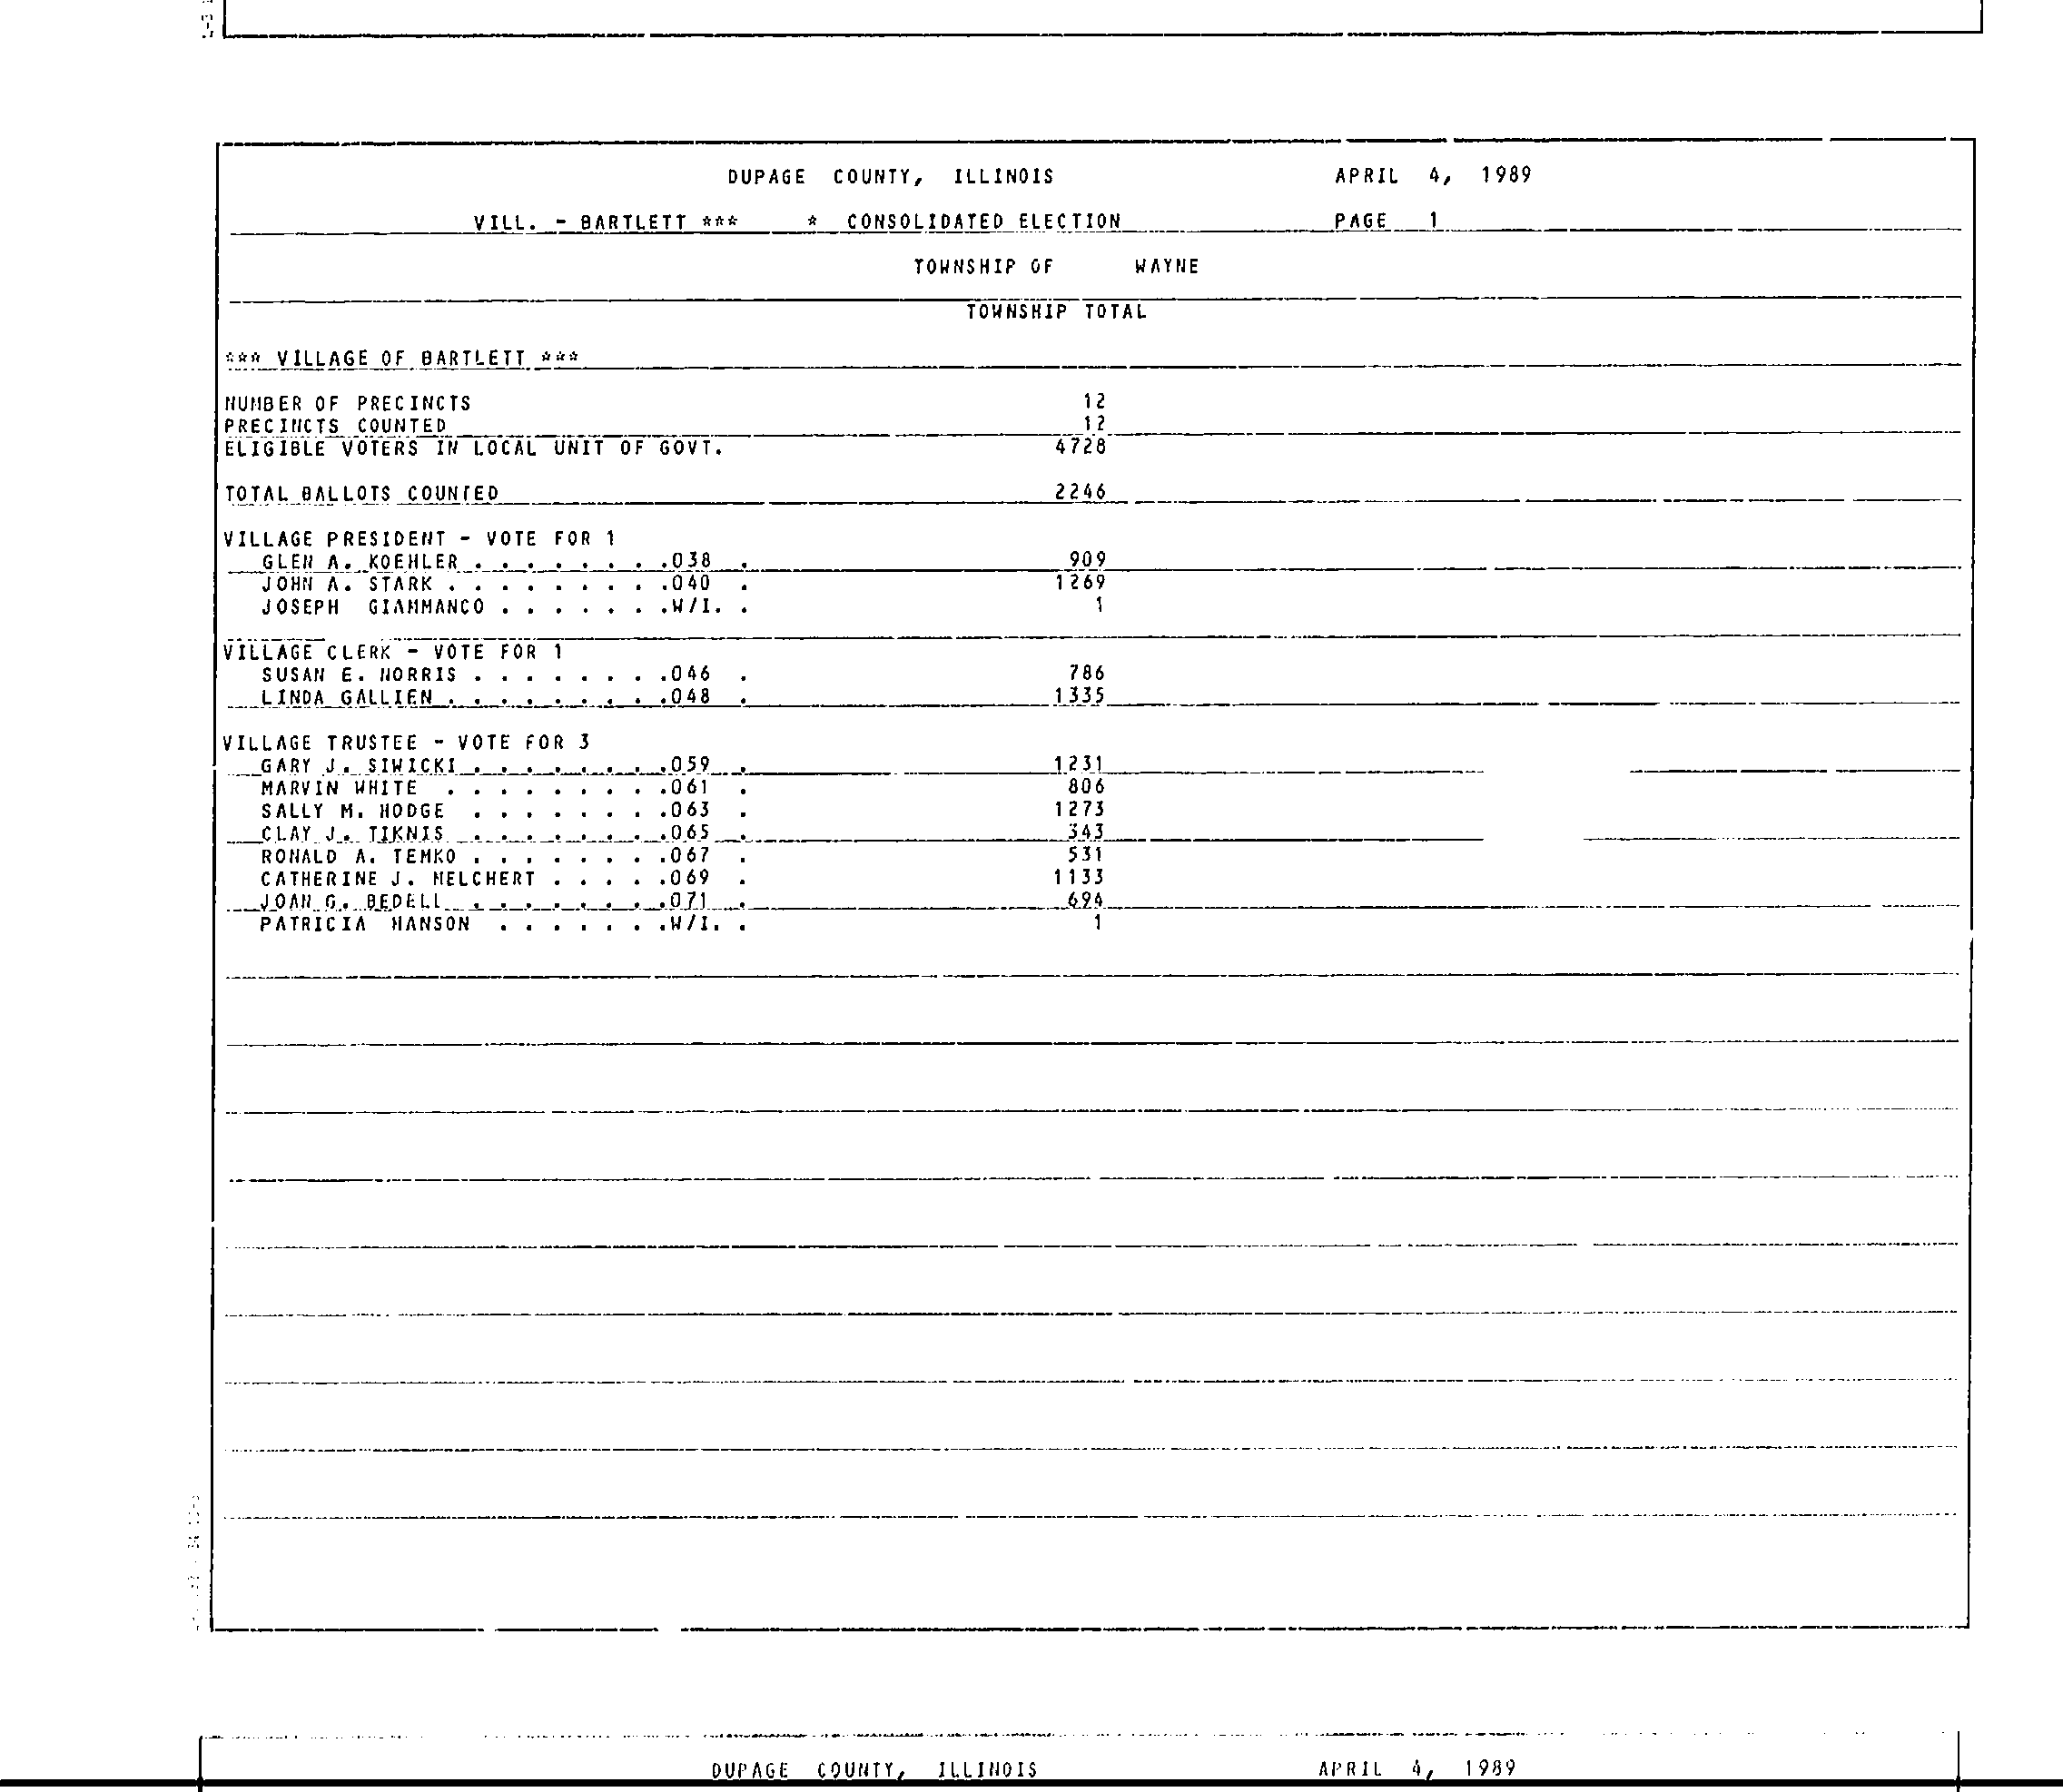 DUPAGE COUNTY, ILLINOIS APRIL 4, 1989
VILL. - BARTLETT *** * CONSOLIDATED ELECTION PAGE 1
TOWNSHIP OF WAYNE
TOWNSHIP TOTAL
*** VILLAGE OF BARTLETT ***
NUMBER OF PRECINCTS 12
PRECINCTS COUNTED 12
ELIGIBLE VOTERS IN LOCAL UNIT OF GOVT. 4728
TOTAL BALLOTS COUNTED 2246
VILLAGE PRESIDENT - VOTE FOR 1
GLEN A. KOEHLER . . . . . . . .038 . 909
JOHN A. STARK . . . . . . . . .040 . 1269
JOSEPH GIAMMANCO . . . . . . .W/I. . 1
VILLAGE CLERK - VOTE FOR 1
SUSAN E. NORRIS . . . . . . . .046 . 786
LINDA GALLIEN . . . . . . . . .048 . 1335
VILLAGE TRUSTEE - VOTE FOR 3
GARY J. SIWICKI . . . . . . . .059 . 1231
MARVIN WHITE . . . . . . . . .061 . 806
SALLY M. HODGE . . . . . . . .063 . 1273
CLAY J. TIKNIS . . . . . . . .065 . 343
RONALD A. TEMKO . . . . . . . .067 . 531
CATHERINE J. MELCHERT . . . . .069 . 1133
JOAN G. BEDELL . . . . . . . .071 . 694
PATRICIA HANSON . . . . . . .W/I. . 1
DUPAGE COUNTY, ILLINOIS APRIL 4, 1989